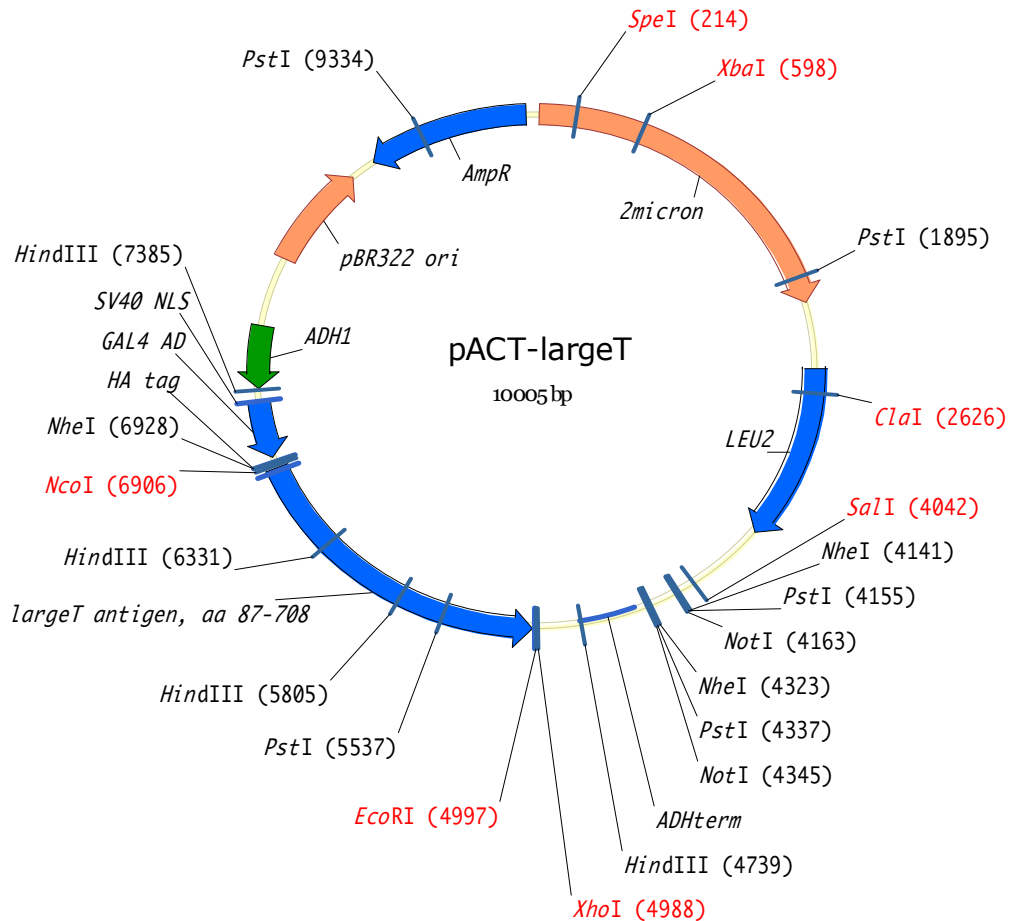 SpeI (214)
XbaI (598)
PstI (9334)
AmpR
2micron
PstI (1895)
HindIII (7385)
pBR322 ori
SV40 NLS
GAL4 AD
ADH1
HA tag
pACT-largeT
10005 bp
NheI (6928)
ClaI (2626)
LEU2
NcoI (6906)
SalI (4042)
NheI (4141)
HindIII (6331)
PstI (4155)
largeT antigen, aa 87-708
NotI (4163)
HindIII (5805)
NheI (4323)
PstI (4337)
PstI (5537)
NotI (4345)
EcoRI (4997)
ADHterm
HindIII (4739)
XhoI (4988)